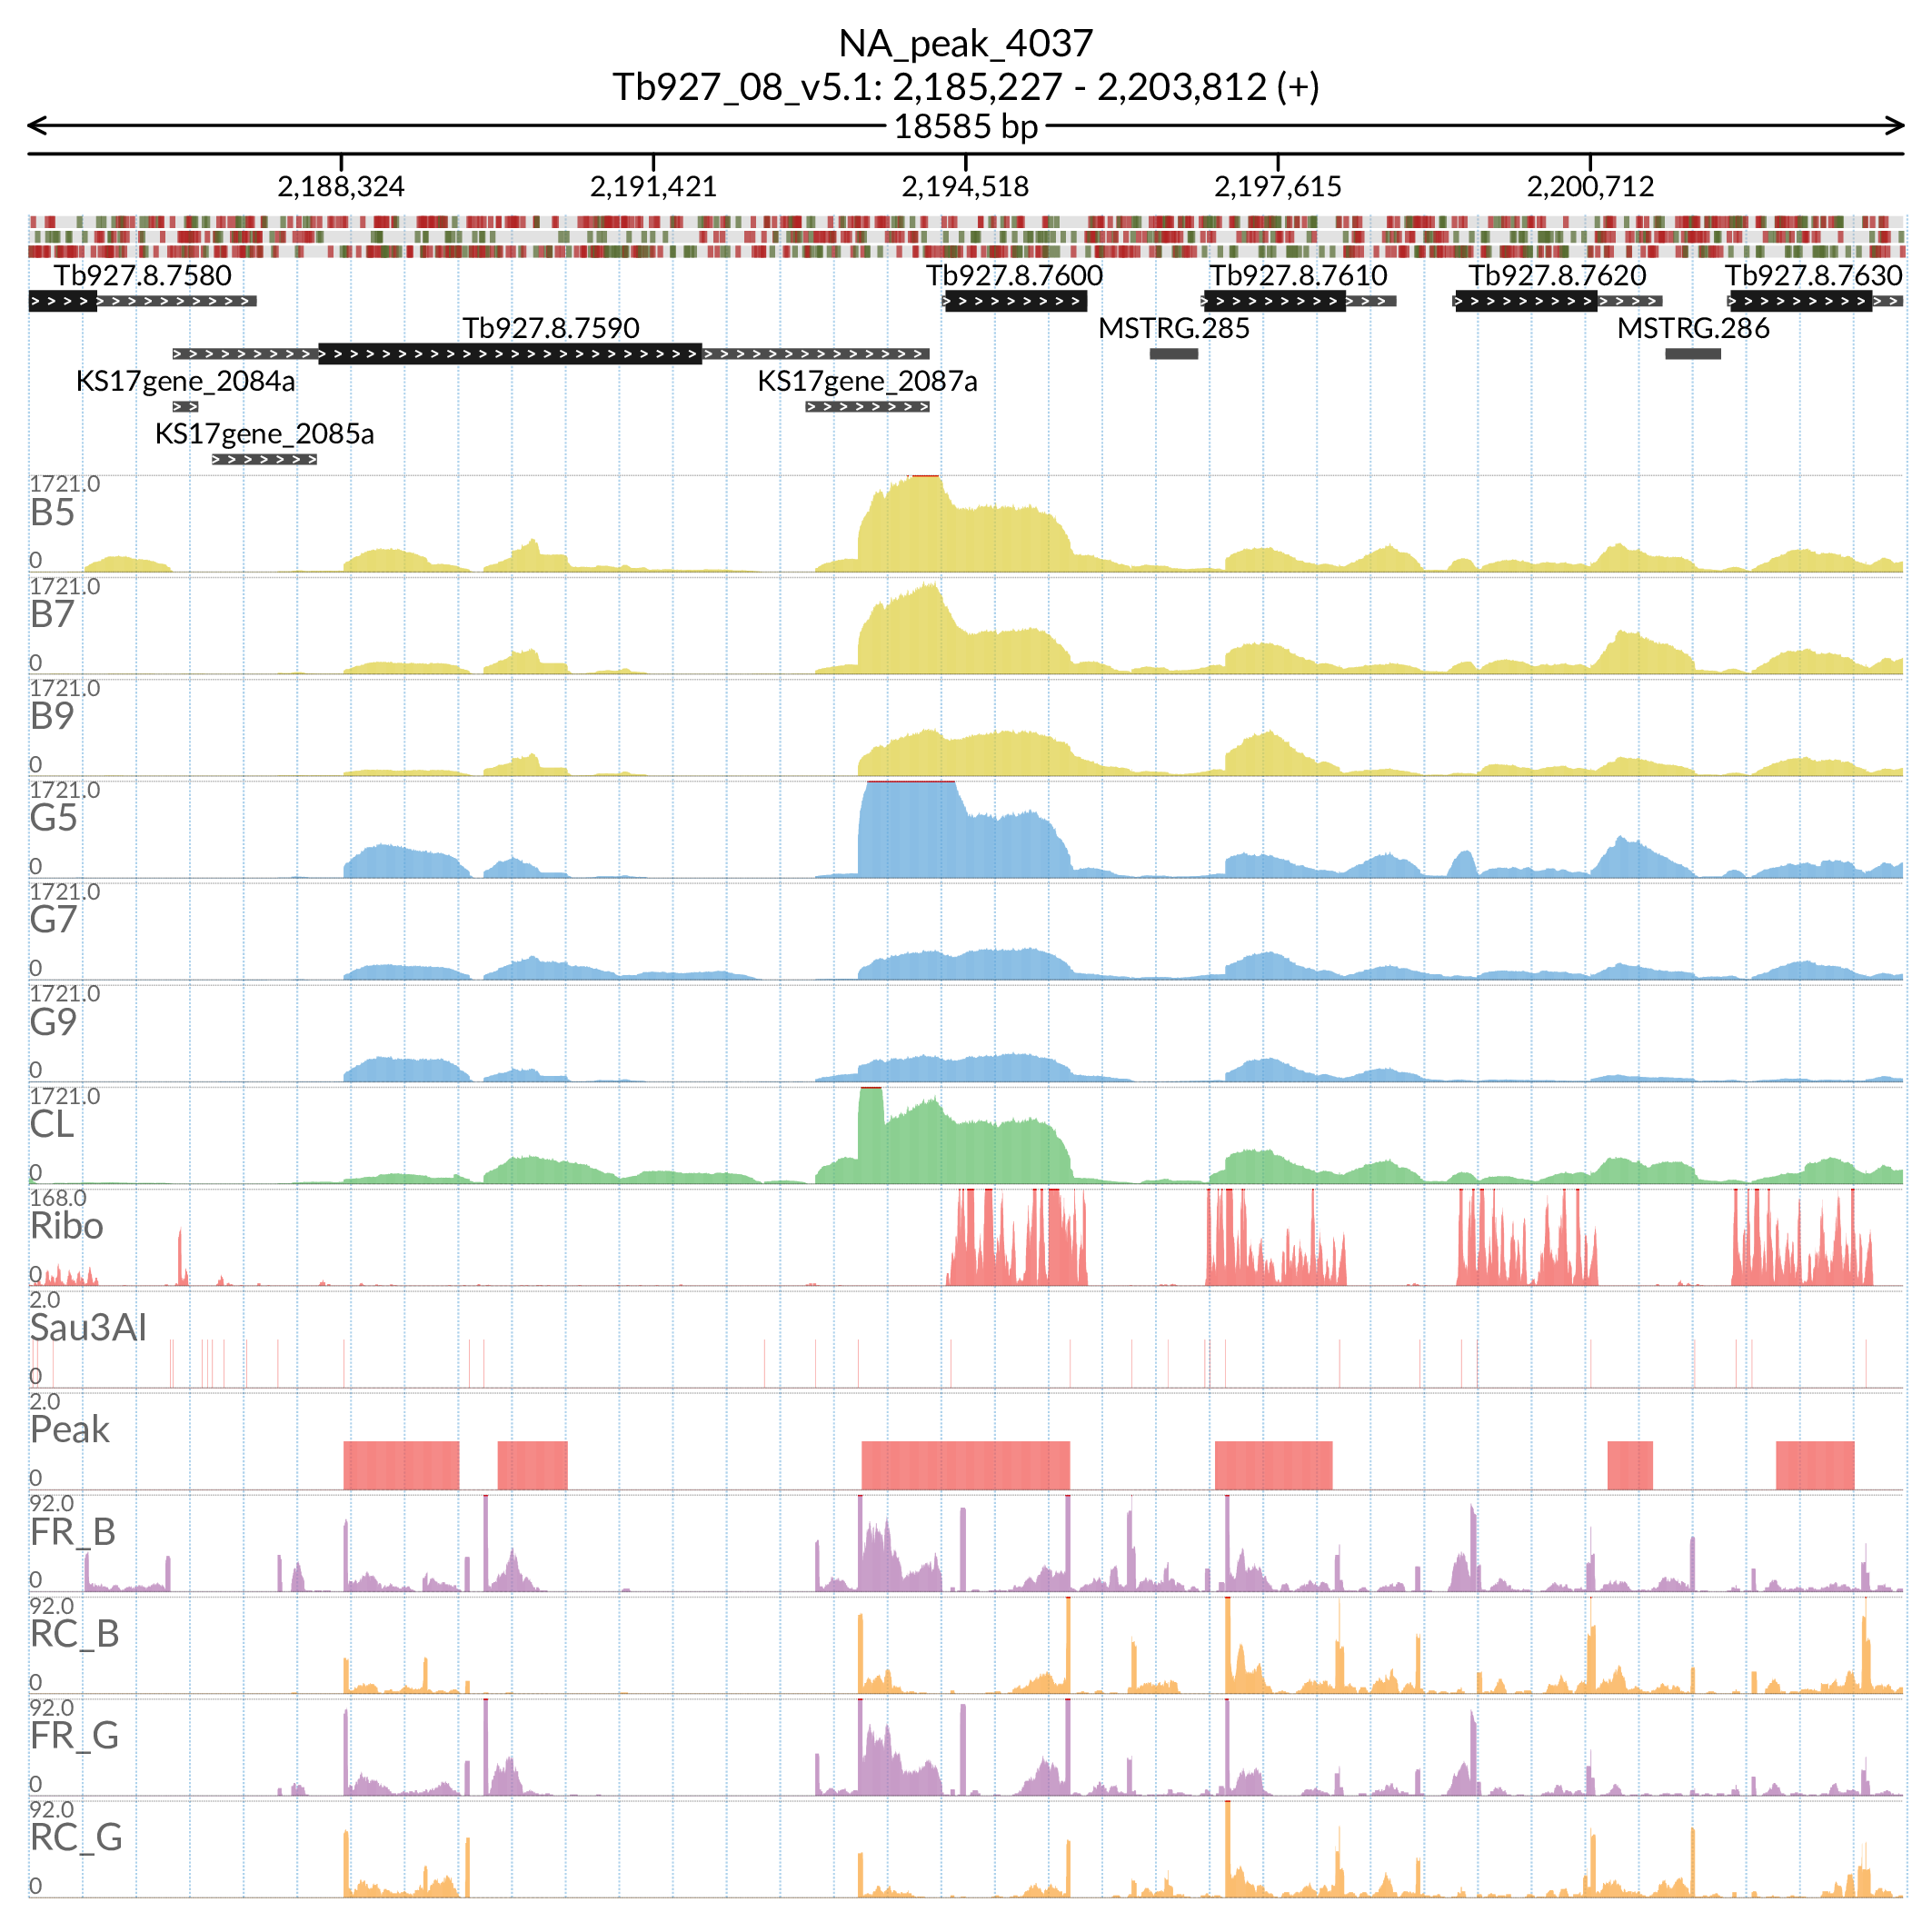 NA_peak_4037
Tb927_08_v5.1: 2,185,227 - 2,203,812 (+)
18585 bp
2,188,324 2,191,421 2,194,518 2,197,615 2,200,712
Tb927.8.7580 Tb927.8.7600 Tb927.8.7610 Tb927.8.7620 Tb927.8.7630
Tb927.8.7590 MSTRG.285 MSTRG.286
KS17gene_2084a KS17gene_2087a
KS17gene_2085a
1721.0
B5
0
1721.0
B7
0
1721.0
B9
0
1721.0
G5
0
1721.0
G7
0
1721.0
G9
0
1721.0
CL
0
168.0
Ribo
0
2.0
Sau3AI
0
2.0
Peak
0
92.0
FR_B
0
92.0
RC_B
0
92.0
FR_G
0
92.0
RC_G
0